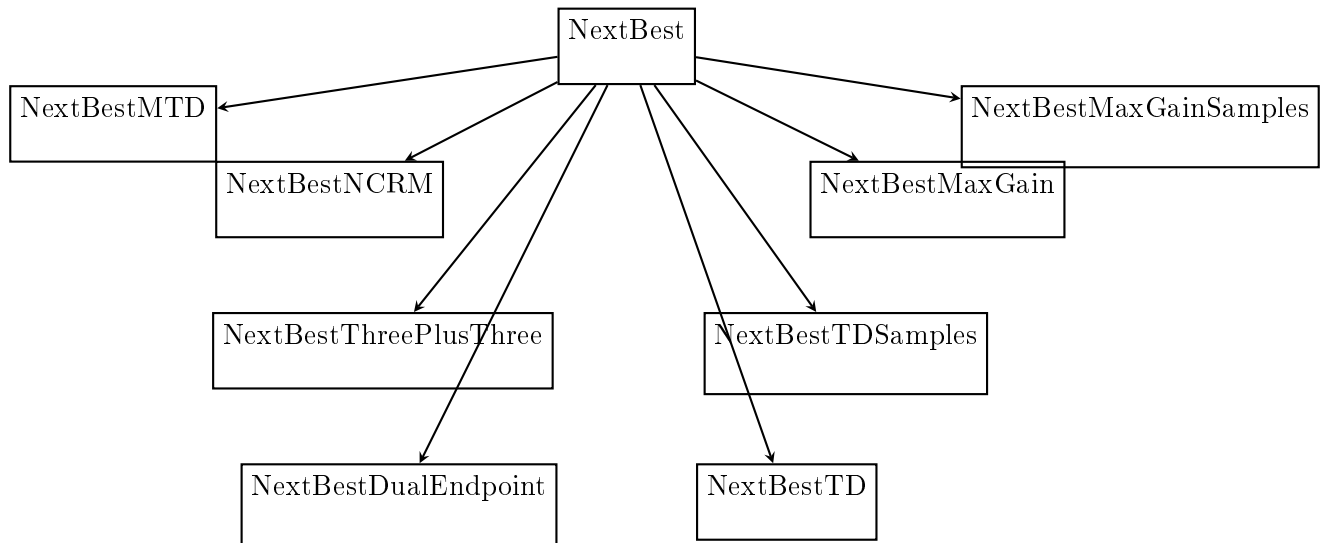 NextBest
NextBestMTD
NextBestMaxGainSamples
NextBestNCRM
NextBestMaxGain
NextBestThreePlusThree
NextBestTDSamples
NextBestDualEndpoint
NextBestTD